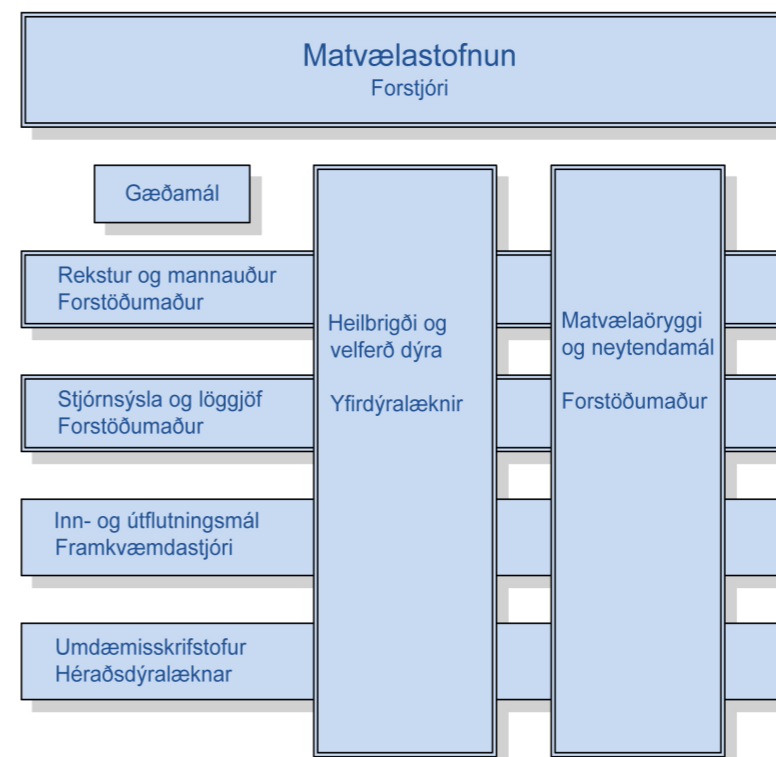 Matvælastofnun
Forstjóri
Gæðamál
Rekstur og mannauður
Forstöðumaður
Stjórnsýsla og löggjöf
Forstöðumaður
Inn- og útflutningsmál
Framkvæmdastjóri
Umdæmisskrifstofur
Héraðsdýralæknar
Heilbrigði og
velferð dýra
Yfirdýralæknir
Matvælaöryggi
og neytendamál
Forstöðumaður